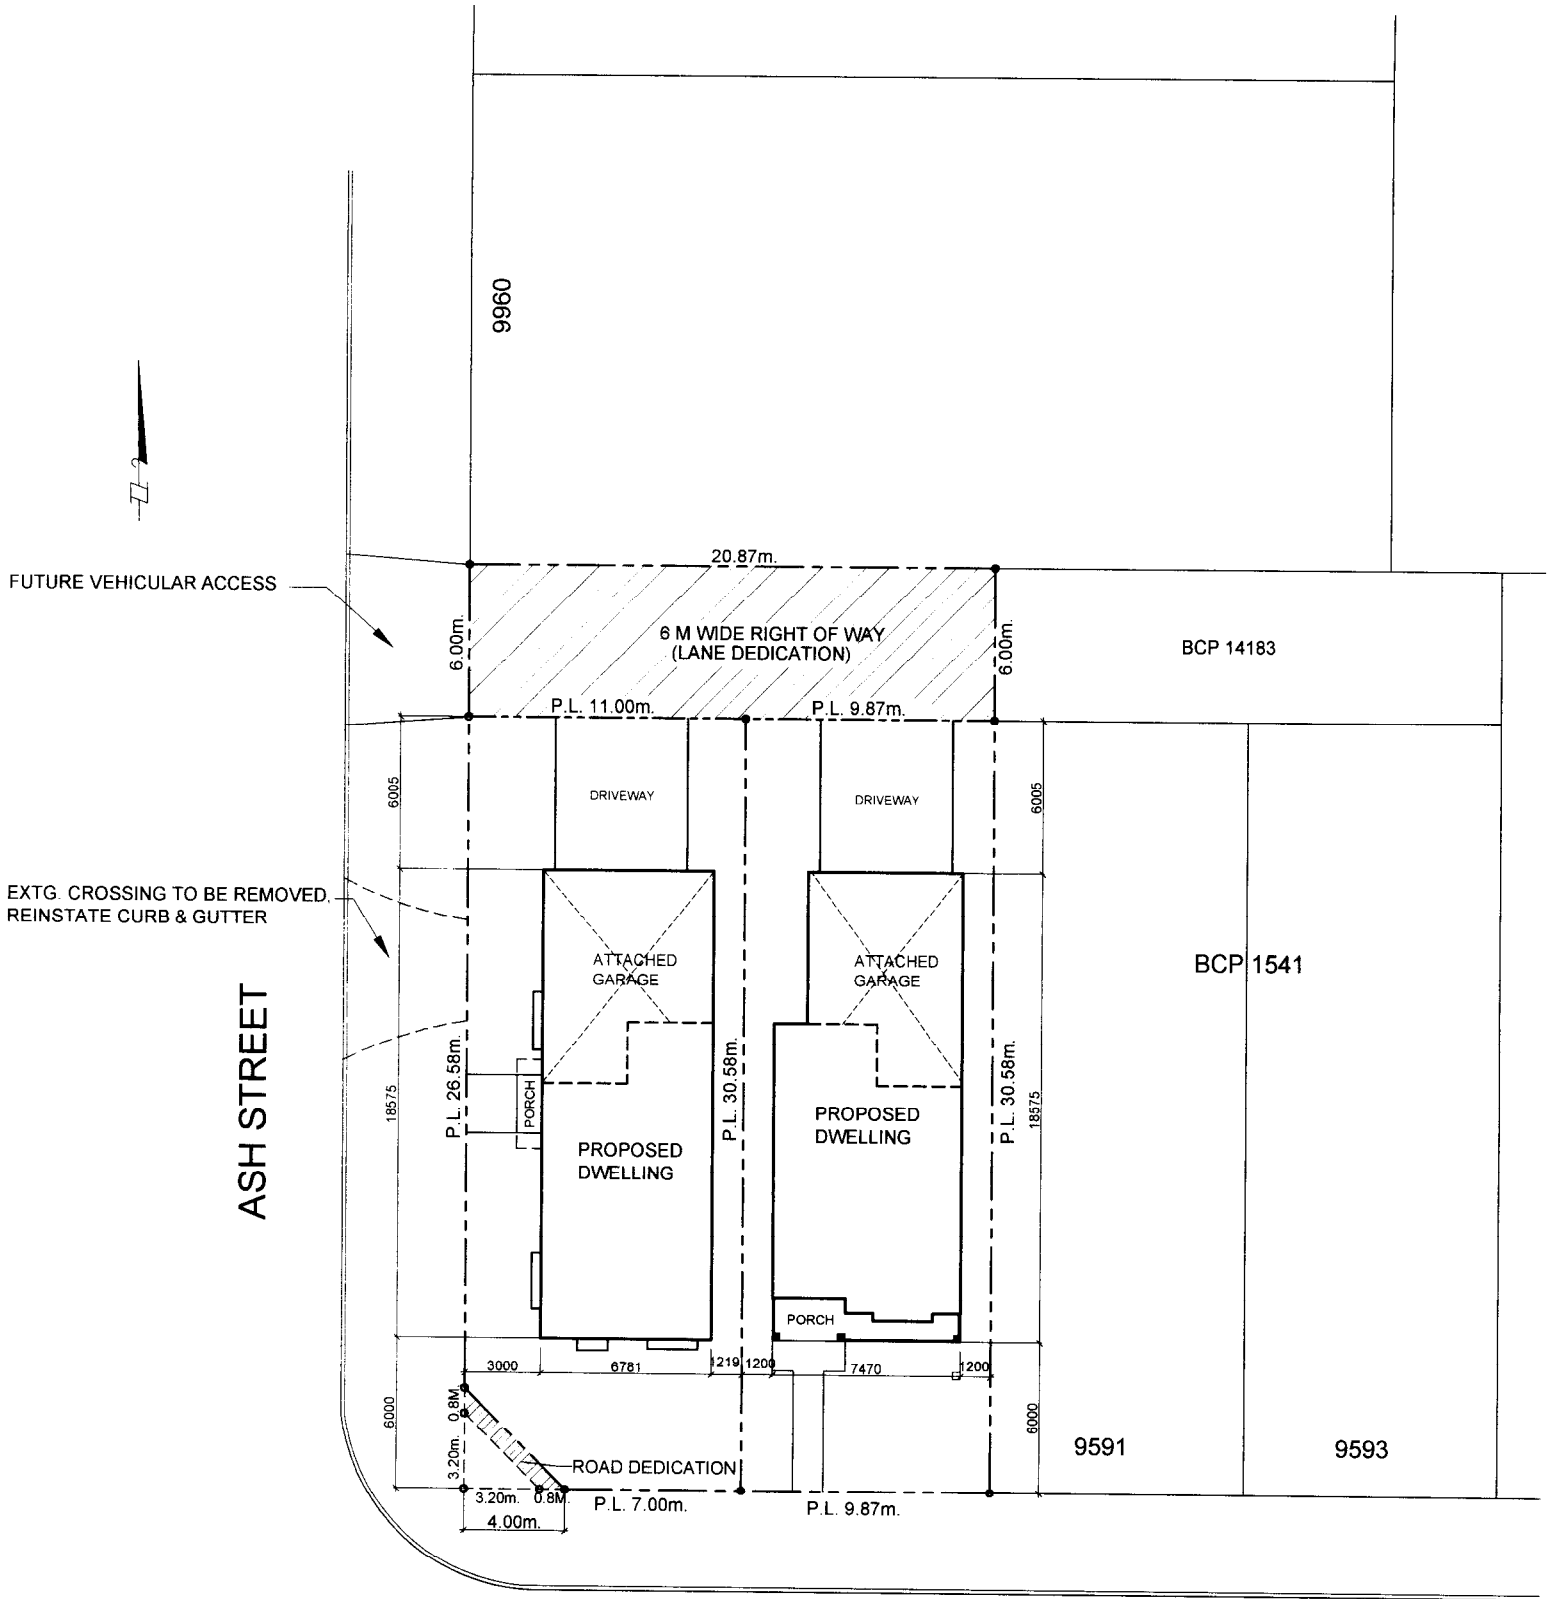 9960
20.87m.
FUTURE VEHICULAR ACCESS
6.00m.
6 M WIDE RIGHT OF WAY
(LANE DEDICATION)
6.00m.
BCP 14183
P.L. 11.00m.
P.L. 9.87m.
6005
DRIVEWAY
DRIVEWAY
6005
EXTG. CROSSING TO BE REMOVED,
REINSTATE CURB & GUTTER
ATTACHED
GARAGE
ATTACHED
GARAGE
BCP 1541
ASH STREET
18575
P.L. 26.58m.
PORCH
PROPOSED
DWELLING
P.L. 30.58m.
PROPOSED
DWELLING
P.L. 30.58m.
18575
PORCH
3000
6781
1219
1200
7470
1200
6000
0.8M.
3.20m.
ROAD DEDICATION
6000
9591
9593
3.20m.
0.8M.
P.L. 7.00m.
P.L. 9.87m.
4.00m.